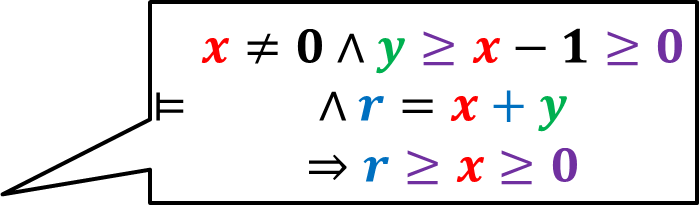 x ≠ 0 ∧ y ≥ x − 1 ≥ 0
⊨ ∧ r = x + y
⇒ r ≥ x ≥ 0